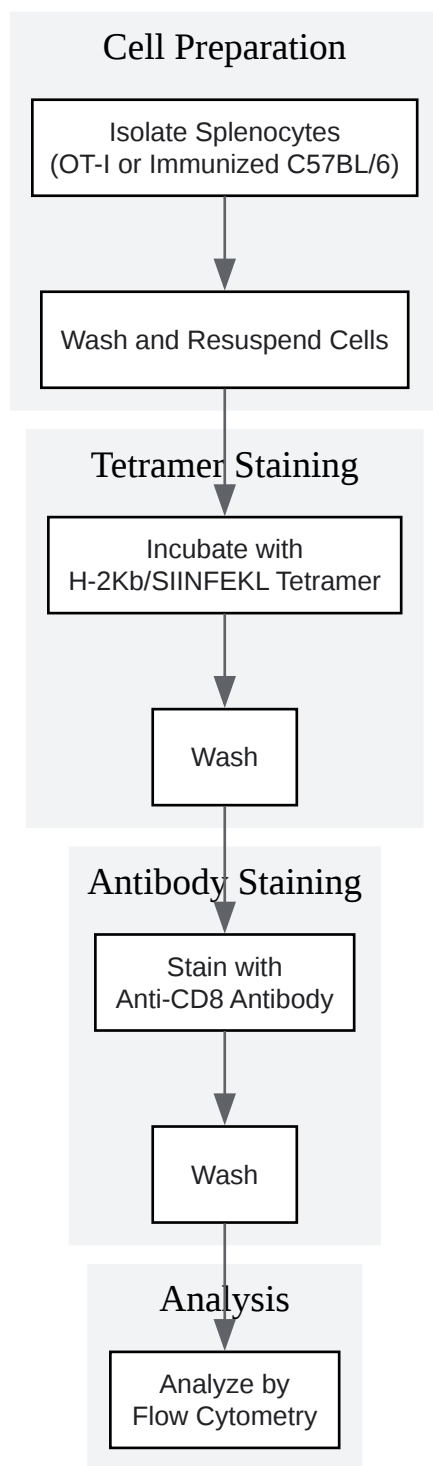 Cell Preparation
Isolate Splenocytes
(OT-I or Immunized C57BL/6)
Wash and Resuspend Cells
Tetramer Staining
Incubate with
H-2Kb/SIINFEKL Tetramer
Wash
Antibody Staining
Stain with
Anti-CD8 Antibody
Wash
Analysis
Analyze by
Flow Cytometry